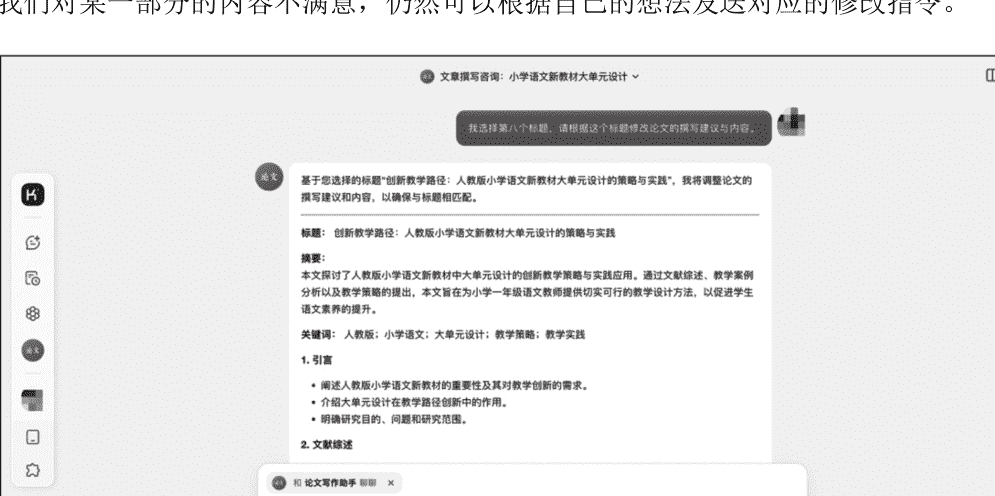 我们对某一部分的内容不满意，仍然可以根据自己的想法发送对应的修改指令。
文章撰写咨询：小学语文新教材大单元设计
我选择第八个标题，请根据这个标题修改论文的撰写建议与内容。
论文
基于您选择的标题“创新教学路径：人教版小学语文新教材大单元设计的策略与实践”，我将调整论文的
撰写建议和内容，以确保与标题相匹配。
标题： 创新教学路径：人教版小学语文新教材大单元设计的策略与实践
摘要：
本文探讨了人教版小学语文新教材中大单元设计的创新教学策略与实践应用。通过文献综述、教学案例
分析以及教学策略的提出，本文旨在为小学一年级语文教师提供切实可行的教学设计方法，以促进学生
语文素养的提升。
关键词： 人教版；小学语文；大单元设计；教学策略；教学实践
1. 引言
• 阐述人教版小学语文新教材的重要性及其对教学创新的需求。
• 介绍大单元设计在教学路径创新中的作用。
• 明确研究目的、问题和研究范围。
2. 文献综述
K
论文
和 论文写作助手 聊聊 ×